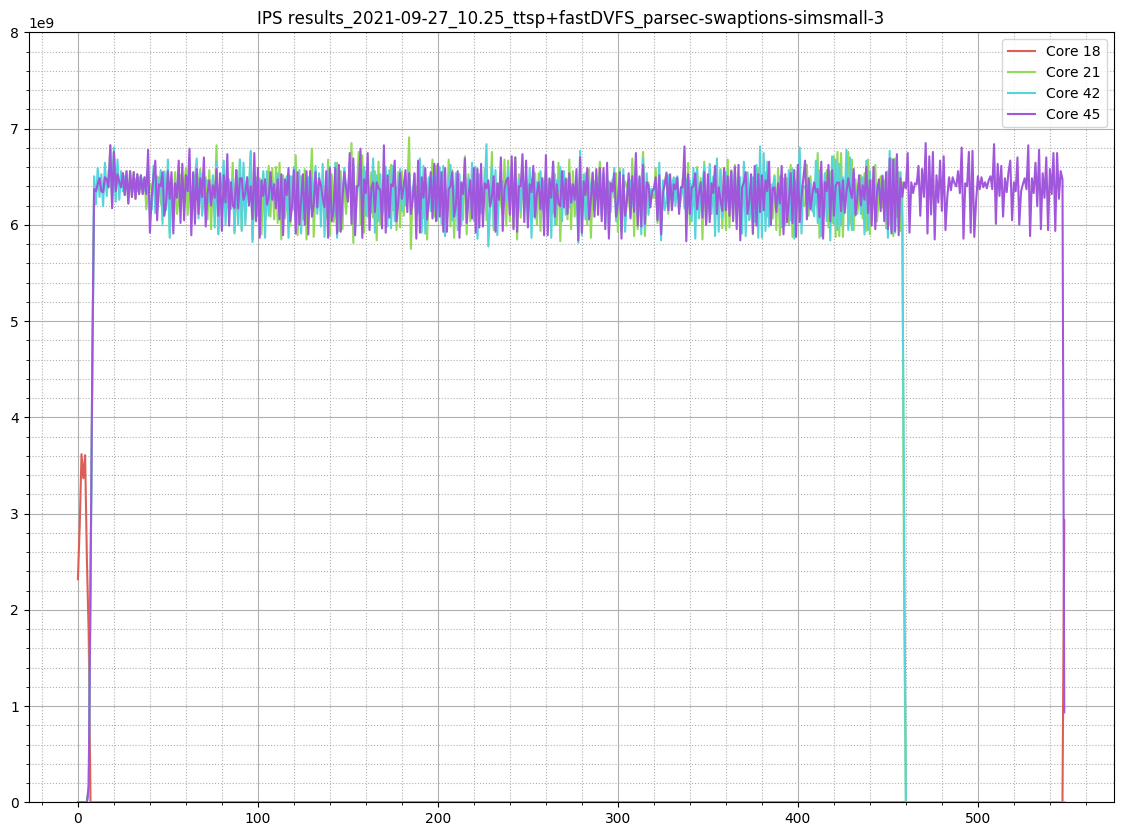 IPS results_2021-09-27_10.25_ttsp+fastDVFS_parsec-swaptions-simsmall-3
1e9
8
7
6
5
4
3
2
1
0
Core 18
Core 21
Core 42
Core 45
0 100 200 300 400 500